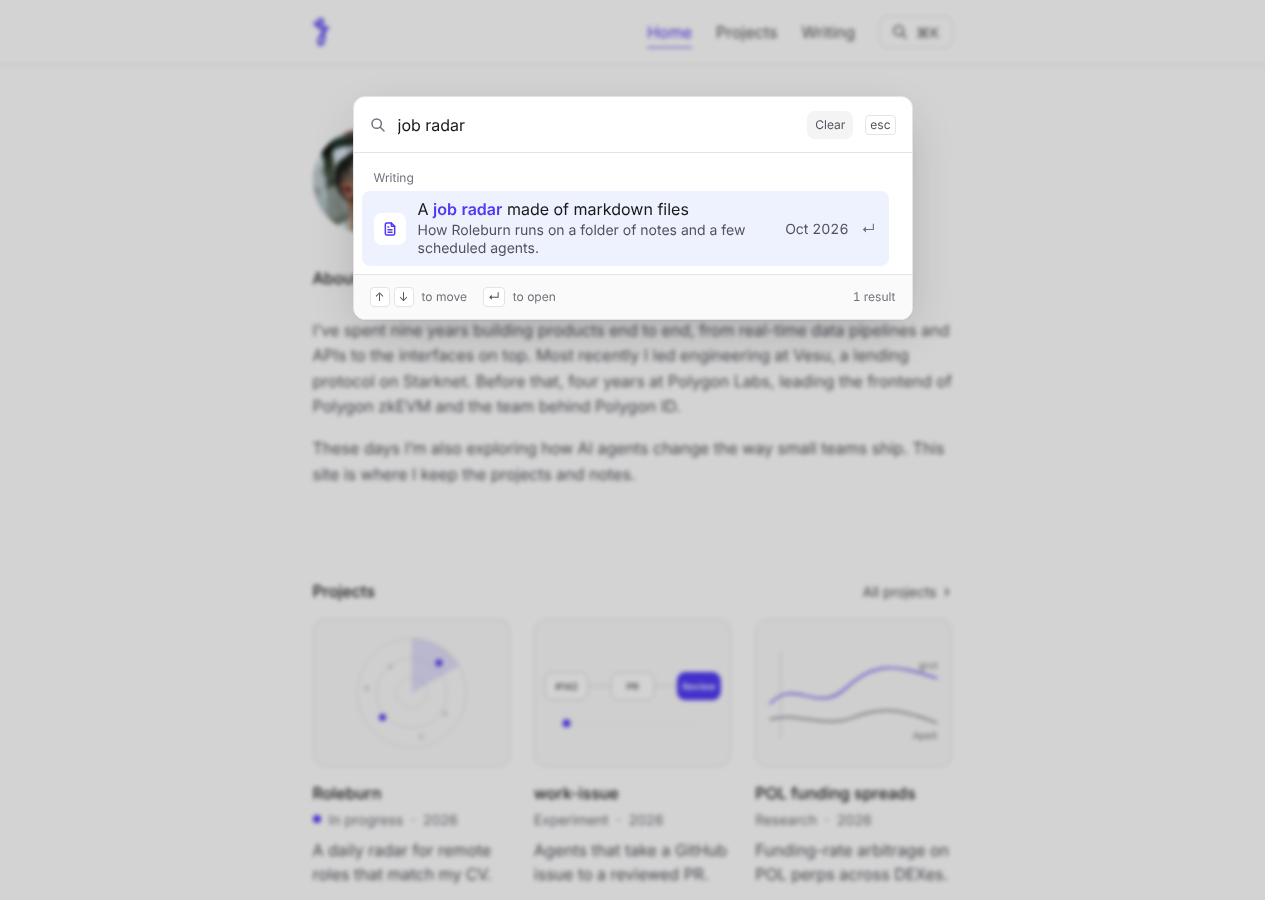 Home
Projects
Writing
⌘K
job radar
Clear
esc
Writing
A job radar made of markdown files
How Roleburn runs on a folder of notes and a few
scheduled agents.
Oct 2026
to move
to open
1 result
I've spent nine years building products end to end, from real-time data pipelines and
APIs to the interfaces on top. Most recently I led engineering at Vesu, a lending
protocol on Starknet. Before that, four years at Polygon Labs, leading the frontend of
Polygon zkEVM and the team behind Polygon ID.
These days I'm also exploring how AI agents change the way small teams ship. This
site is where I keep the projects and notes.
Projects
All projects
PR
Review
Roleburn
In progress · 2026
A daily radar for remote
roles that match my CV.
work-issue
Experiment · 2026
Agents that take a GitHub
issue to a reviewed PR.
POL funding spreads
Research · 2026
Funding-rate arbitrage on
POL perps across DEXes.